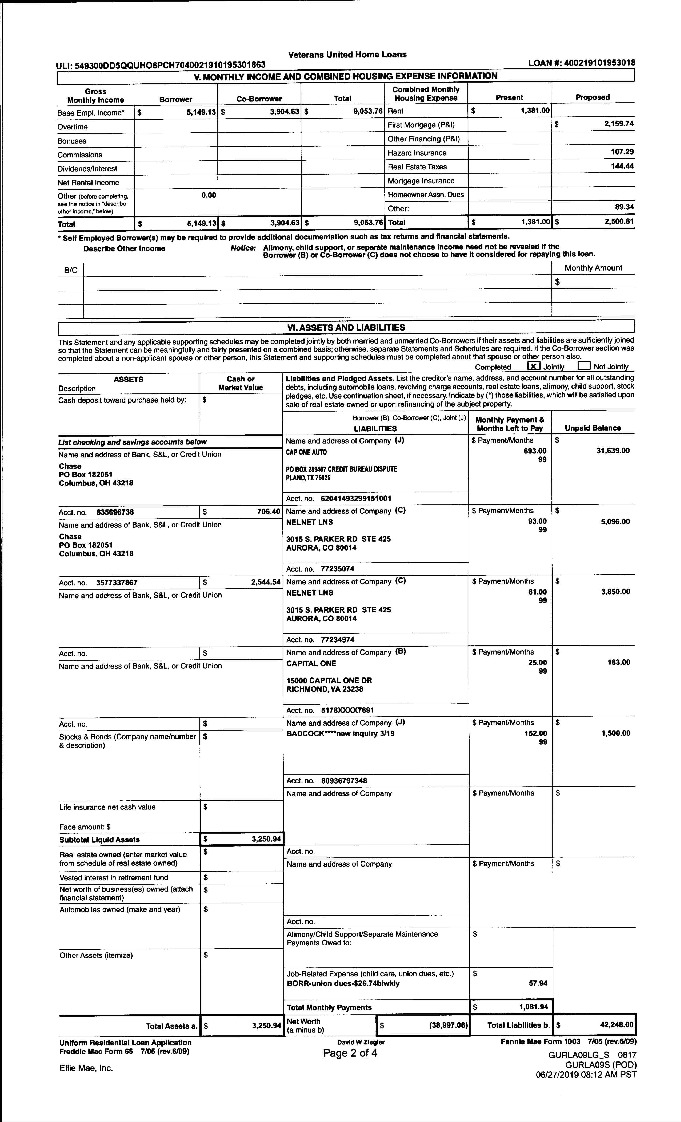 Veterans United Home Loans
ULI: 549300DD5QQUHO8PCH704002191019530​1863
LOAN #: 400219101953018
V. MONTHLY INCOME AND COMBINED HOUSING EXPENSE INFORMATION
Gross Monthly Income Borrower Co-Borrower Total Combined Monthly Housing Expense Present Proposed
Base Empl. Income* $ 5,149.13 $ 3,904.63 $ 9,053.76 Rent $ 1,381.00
Overtime First Mortgage (P&I) $ 2,159.74
Bonuses Other Financing (P&I)
Commissions Hazard Insurance 107.29
Dividends/Interest Real Estate Taxes 144.44
Net Rental Income Mortgage Insurance
Other (before completing, see the notice in "describe other income," below) 0.00 Homeowner Assn. Dues
Other: 89.34
Total $ 5,149.13 $ 3,904.63 $ 9,053.76 Total $ 1,381.00 $ 2,500.81
* Self Employed Borrower(s) may be required to provide additional documentation such as tax returns and financial statements.
Describe Other Income Notice: Alimony, child support, or separate maintenance income need not be revealed if the
Borrower (B) or Co-Borrower (C) does not choose to have it considered for repaying this loan.
B/C Monthly Amount
$
VI. ASSETS AND LIABILITIES
This Statement and any applicable supporting schedules may be completed jointly by both married and unmarried Co-Borrowers if their assets and liabilities are sufficiently joined
so that the Statement can be meaningfully and fairly presented on a combined basis; otherwise, separate Statements and Schedules are required. If the Co-Borrower section was
completed about a non-applicant spouse or other person, this Statement and supporting schedules must be completed about that spouse or other person also.
Completed X Jointly Not Jointly
ASSETS Cash or Market Value
Description
Cash deposit toward purchase held by: $
Liabilities and Pledged Assets. List the creditor's name, address, and account number for all outstanding
debts, including automobile loans, revolving charge accounts, real estate loans, alimony, child support, stock
pledges, etc. Use continuation sheet, if necessary. Indicate by (*) those liabilities, which will be satisfied upon
sale of real estate owned or upon refinancing of the subject property.
Borrower (B) Co-Borrower (C), Joint (J)
LIABILITIES Monthly Payment & Months Left to Pay Unpaid Balance
List checking and savings accounts below
Name and address of Bank, S&L, or Credit Union
Chase
PO Box 182051
Columbus, OH 43218
Acct. no. 835696738 $ 706.40
Name and address of Company (J) $ Payment/Months $
CAP ONE AUTO 693.00 31,639.00
99
CREDIT BUREAU DISPUTE
PLANO, TX
Acct. no. 62041493299161001
Name and address of Bank, S&L, or Credit Union
Chase
PO Box 182051
Columbus, OH 43218
Acct. no. 3577337867 $ 2,544.54
Name and address of Company (C) $ Payment/Months $
NELNET LNS 93.00 5,096.00
99
3015 S. PARKER RD STE 425
AURORA, CO 80014
Acct. no. 77235074
Name and address of Bank, S&L, or Credit Union
Acct. no. $
Name and address of Company (C) $ Payment/Months $
NELNET LNS 61.00 3,850.00
99
3015 S. PARKER RD STE 425
AURORA, CO 80014
Acct. no. 77234974
Name and address of Bank, S&L, or Credit Union
Acct. no. $
Name and address of Company (B) $ Payment/Months $
CAPITAL ONE 25.00 163.00
99
15000 CAPITAL ONE DR
RICHMOND, VA 23238
Acct. no. 5178XXXXX7891
Stocks & Bonds (Company name/number & description) $
Name and address of Company (J) $ Payment/Months $
BADCOCK****new inquiry 3/19 152.00 1,500.00
99
Acct. no. 80936797348
Name and address of Company $ Payment/Months $
Life insurance net cash value $
Face amount: $
Subtotal Liquid Assets $ 3,250.94
Acct. no.
Real estate owned (enter market value from schedule of real estate owned) $
Name and address of Company $ Payment/Months $
Vested interest in retirement fund $
Net worth of business(es) owned (attach financial statement) $
Automobiles owned (make and year) $
Acct. no.
Alimony/Child Support/Separate Maintenance Payments Owed to: $
Other Assets (itemize) $
Job-Related Expense (child care, union dues, etc.) $
BORR-union dues-$26.74biwkly 57.94
Total Monthly Payments $ 1,081.94
Total Assets a. $ 3,250.94 Net Worth (a minus b) $ (38,997.06) Total Liabilities b. $ 42,248.00
Uniform Residential Loan Application
Freddie Mac Form 65 7/05 (rev.6/09)
David W Ziegler
Page 2 of 4
Fannie Mae Form 1003 7/05 (rev.6/09)
Ellie Mae, Inc.
GURLA09LG_S 0617
GURLA09S (POD)
06/27/2019 08:12 AM PST